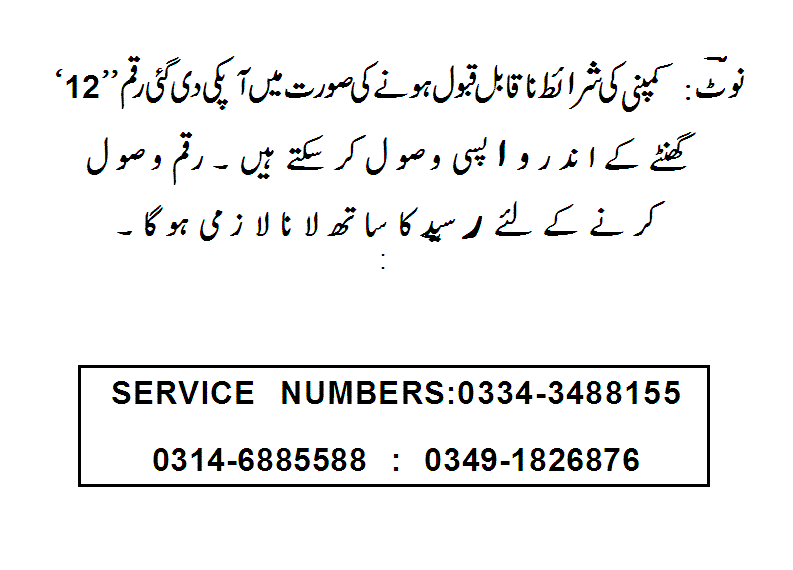 نوٹ: کمپنی کی شرائط نا قابل قبول ہونے کی صورت میں آپکی دی گئی رقم ’’12‘
گھنٹے کے اندر واپسی وصول کر سکتے ہیں ۔ رقم وصول
کرنے کے لئے رسید کا ساتھ لانا لازمی ہوگا ۔
:
SERVICE NUMBERS:0334-3488155
0314-6885588 : 0349-1826876